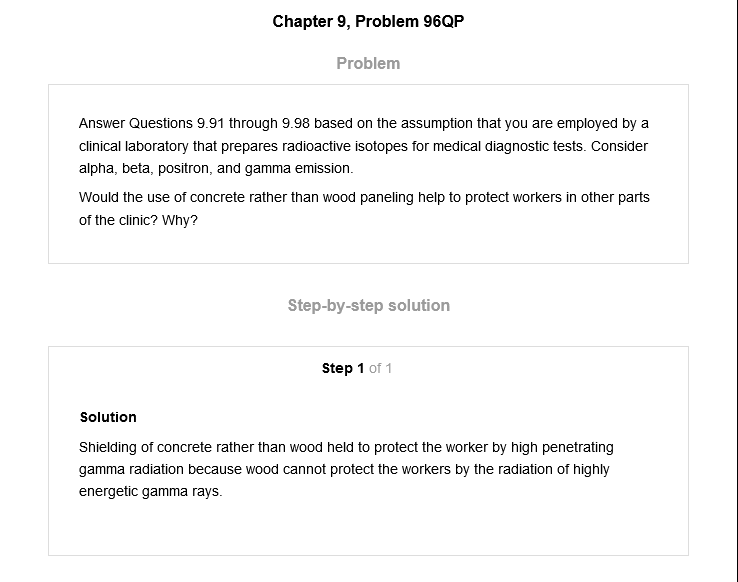 Chapter 9, Problem 96QP
Problem
Answer Questions 9.91 through 9.98 based on the assumption that you are employed by a
clinical laboratory that prepares radioactive isotopes for medical diagnostic tests. Consider
alpha, beta, positron, and gamma emission.
Would the use of concrete rather than wood paneling help to protect workers in other parts
of the clinic? Why?
Step-by-step solution
Step 1 of 1
Solution
Shielding of concrete rather than wood held to protect the worker by high penetrating
gamma radiation because wood cannot protect the workers by the radiation of highly
energetic gamma rays.